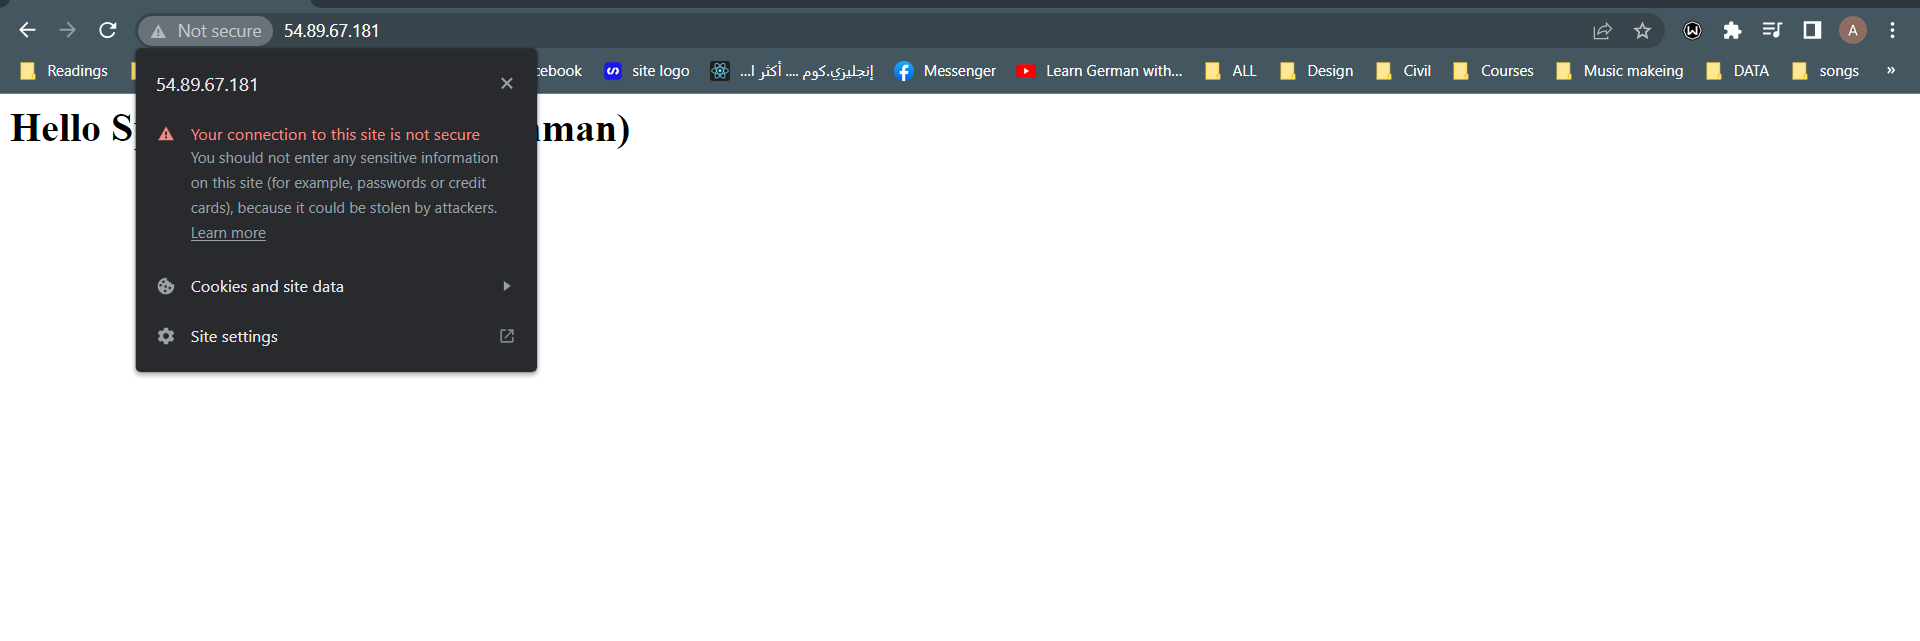 Not secure 54.89.67.181 A
Readings cebook site logo إنجليزي.كوم .... أكثر ا... Messenger Learn German with... ALL Design Civil Courses Music makeing DATA songs »
54.89.67.181
Hello S man)
Your connection to this site is not secure
You should not enter any sensitive information
on this site (for example, passwords or credit
cards), because it could be stolen by attackers.
Learn more
Cookies and site data
Site settings